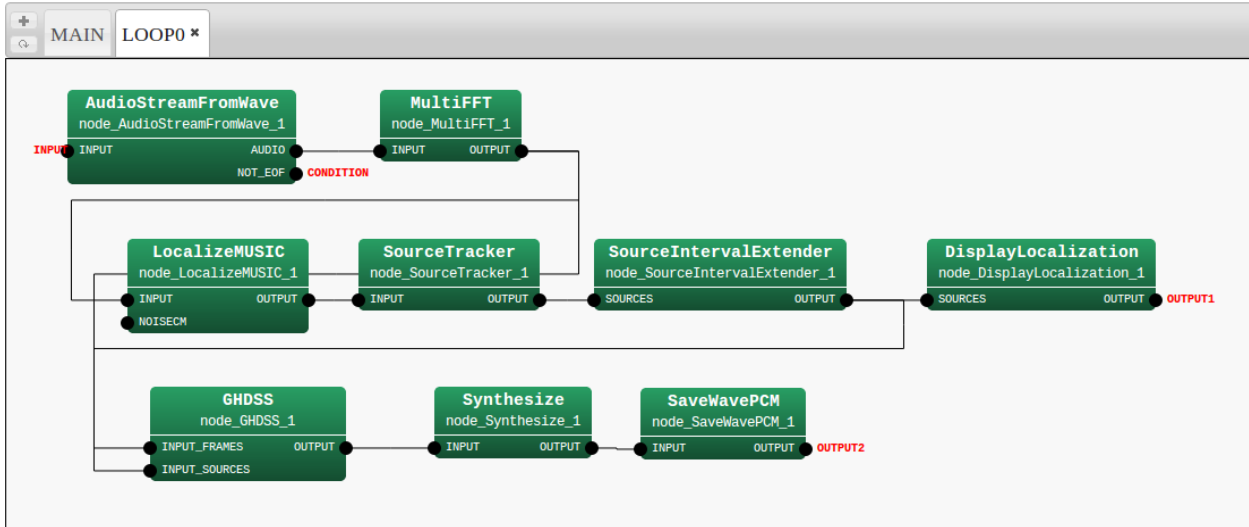 MAIN
LOOP0
AudioStreamFromWave
node_AudioStreamFromWave_1
INPUT
INPUT
AUDIO
NOT_EOF
CONDITION
MultiFFT
node_MultiFFT_1
INPUT
OUTPUT
LocalizeMUSIC
node_LocalizeMUSIC_1
INPUT
OUTPUT
NOISECM
SourceTracker
node_SourceTracker_1
INPUT
OUTPUT
SourceIntervalExtender
node_SourceIntervalExtender_1
SOURCES
OUTPUT
DisplayLocalization
node_DisplayLocalization_1
SOURCES
OUTPUT
OUTPUT1
GHDSS
node_GHDSS_1
INPUT_FRAMES
OUTPUT
INPUT_SOURCES
Synthesize
node_Synthesize_1
INPUT
OUTPUT
SaveWavePCM
node_SaveWavePCM_1
INPUT
OUTPUT
OUTPUT2